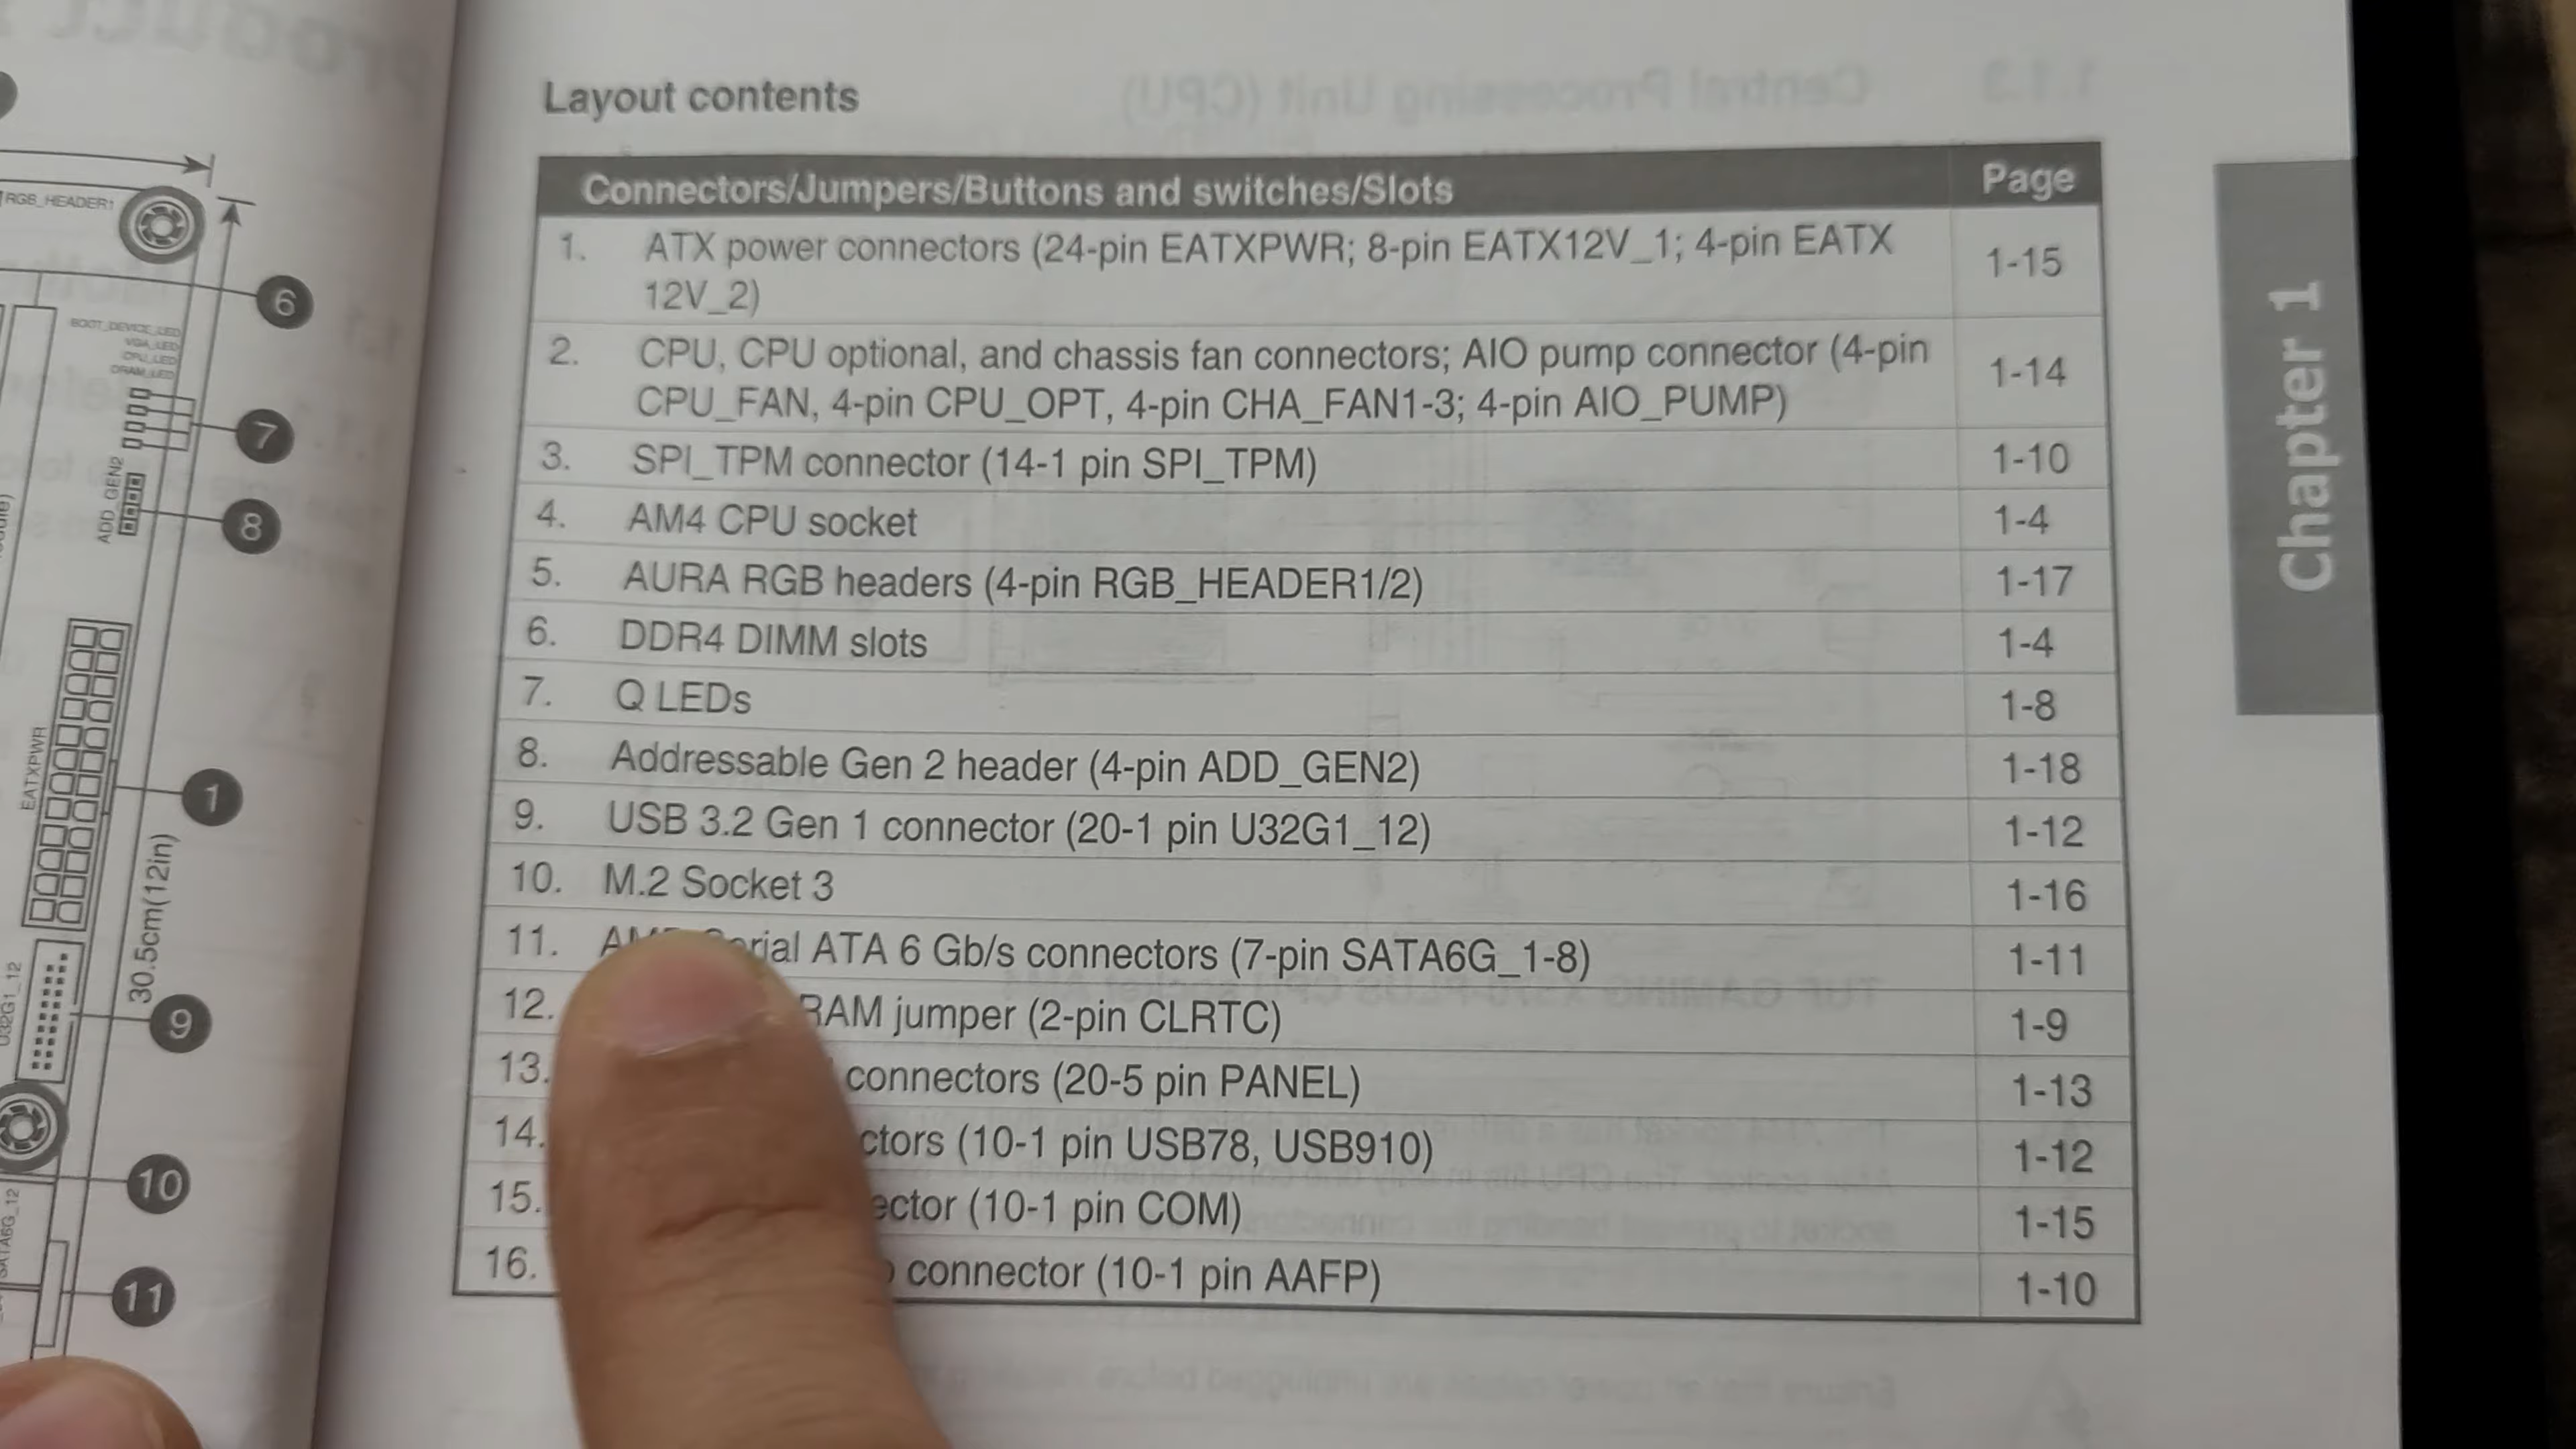 Layout contents
Connectors/Jumpers/Buttons and switches/Slots Page
1. ATX power connectors (24-pin EATXPWR; 8-pin EATX12V_1; 4-pin EATX
12V_2) 1-15
2. CPU, CPU optional, and chassis fan connectors; AIO pump connector (4-pin
CPU_FAN, 4-pin CPU_OPT, 4-pin CHA_FAN1-3; 4-pin AIO_PUMP) 1-14
3. SPI_TPM connector (14-1 pin SPI_TPM) 1-10
4. AM4 CPU socket 1-4
5. AURA RGB headers (4-pin RGB_HEADER1/2) 1-17
6. DDR4 DIMM slots 1-4
7. Q LEDs 1-8
8. Addressable Gen 2 header (4-pin ADD_GEN2) 1-18
9. USB 3.2 Gen 1 connector (20-1 pin U32G1_12) 1-12
10. M.2 Socket 3 1-16
11. ATA 6 Gb/s connectors (7-pin SATA6G_1-8) 1-11
12. RAM jumper (2-pin CLRTC) 1-9
13. connectors (20-5 pin PANEL) 1-13
14. ctors (10-1 pin USB78, USB910) 1-12
15. ector (10-1 pin COM) 1-15
16. connector (10-1 pin AAFP) 1-10
Chapter 1
RGB_HEADER1
6
BOOT_DEVICE_LED
VGA_LED
CPU_LED
DRAM_LED
7
ADD_GEN2
8
EATXPWR
1
30.5cm(12in)
U32G1_12
9
10
SATA6G_12
11